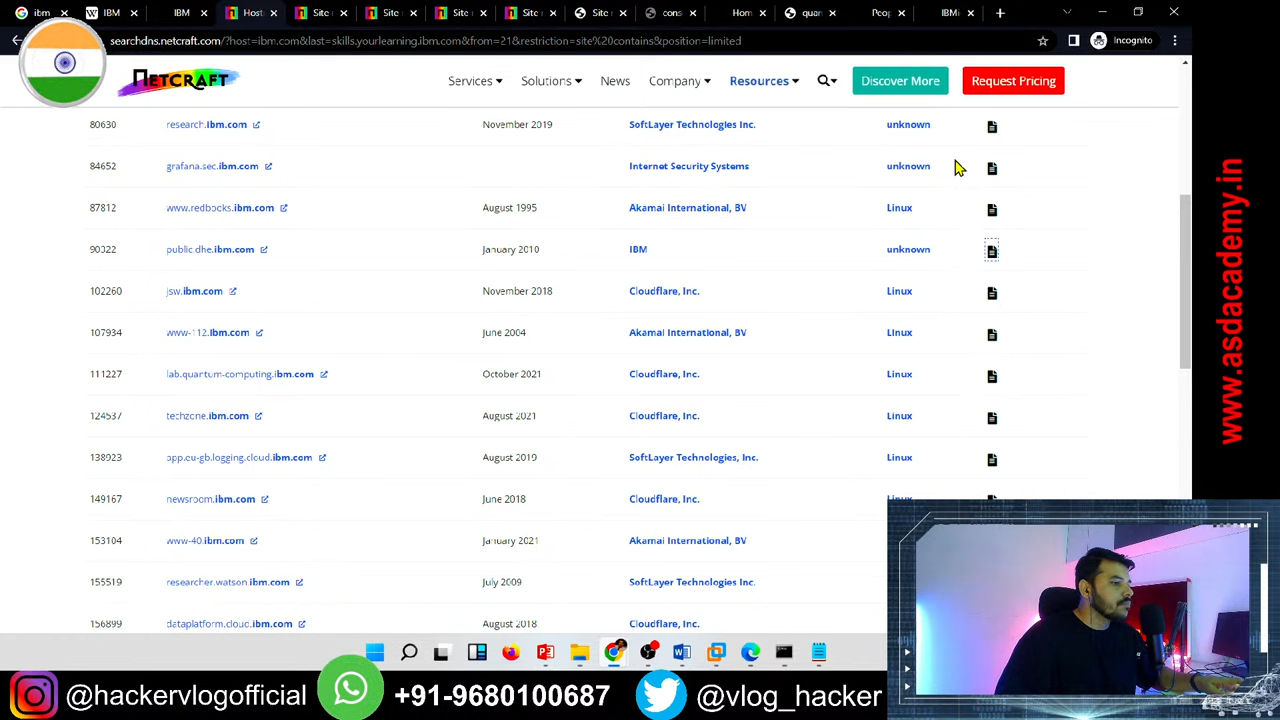 ibm
W IBM
Host
Site
Site
Site
Site
Site
cons
How
quan
Peop
IBM
searchdns.netcraft.com/?host=ibm.com&last=skills.yourlearning.ibm.com&from=21&restriction=site%20contains&position=limited
Incognito
NETCRAFT
Services Solutions News Company Resources Discover More Request Pricing
80630 research.ibm.com November 2019 SoftLayer Technologies Inc. unknown
84652 grafana.sec.ibm.com Internet Security Systems unknown
87812 www.redbooks.ibm.com August 1995 Akamai International, BV Linux
90322 public.dhe.ibm.com January 2010 IBM unknown
102260 jsw.ibm.com November 2018 Cloudflare, Inc. Linux
107934 www-112.ibm.com June 2004 Akamai International, BV Linux
111227 lab.quantum-computing.ibm.com October 2021 Cloudflare, Inc. Linux
124537 techzone.ibm.com August 2021 Cloudflare, Inc. Linux
138923 app.eu-gb.logging.cloud.ibm.com August 2019 SoftLayer Technologies, Inc. Linux
149167 newsroom.ibm.com June 2018 Cloudflare, Inc. Linux
153104 www-40.ibm.com January 2021 Akamai International, BV
155519 researcher.watson.ibm.com July 2009 SoftLayer Technologies Inc.
156899 dataplatform.cloud.ibm.com August 2018 Cloudflare, Inc.
www.asdacademy.in
@hackervlogofficial +91-9680100687 @vlog_hacker